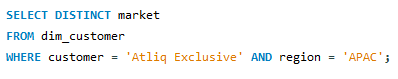 SELECT DISTINCT market
FROM dim_customer
WHERE customer = 'Atliq Exclusive' AND region = 'APAC';